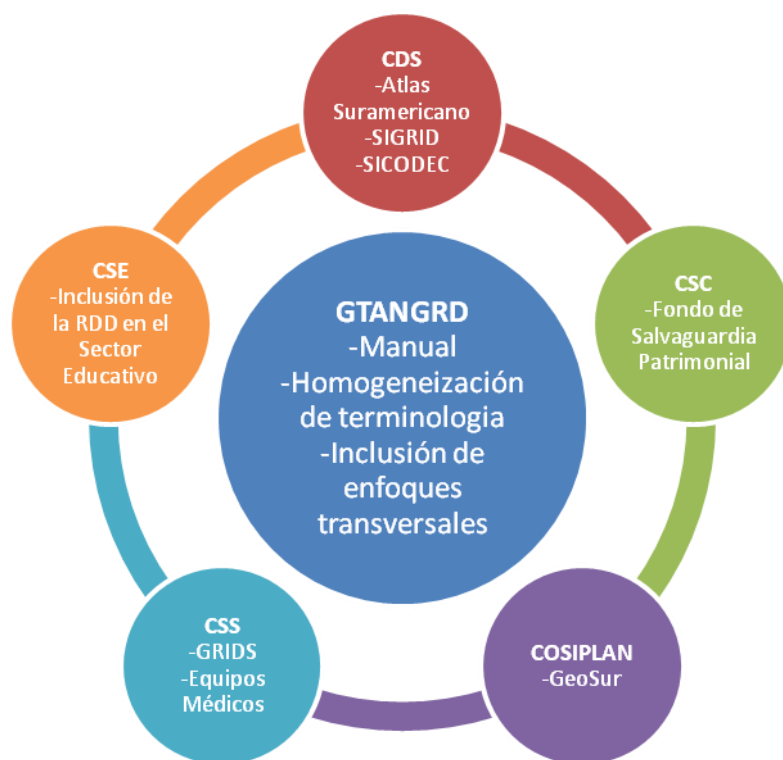 CDS
-Atlas
Suramericano
-SIGRID
-SICODEC
CSE
-Inclusión de
la RDD en el
Sector
Educativo
CSC
-Fondo de
Salvaguardia
Patrimonial
GTANGRD
-Manual
-Homogeneización
de terminologia
-Inclusión de
enfoques
transversales
CSS
-GRIDS
-Equipos
Médicos
COSIPLAN
-GeoSur